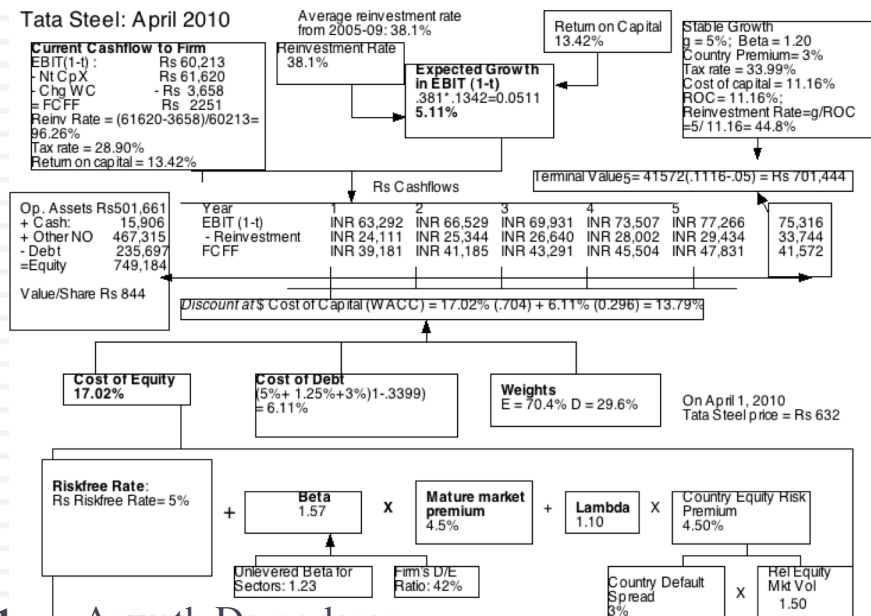 Tata Steel: April 2010
Average reinvestment rate
from 2005-09: 38.1%
Return on Capital
13.42%
Stable Growth
g = 5%; Beta = 1.20
Country Premium= 3%
Tax rate = 33.99%
Cost of capital = 11.16%
ROC= 11.16%;
Reinvestment Rate=g/ROC
=5/ 11.16= 44.8%
Current Cashflow to Firm
EBIT(1-t) : Rs 60,213
- Nt CpX Rs 61,620
- Chg WC - Rs 3,658
= FCFF Rs 2251
Reinv Rate = (61620-3658)/60213=
96.26%
Tax rate = 28.90%
Return on capital = 13.42%
Reinvestment Rate
38.1%
Expected Growth
in EBIT (1-t)
.381*.1342=0.0511
5.11%
Rs Cashflows
Terminal Value5= 41572(.1116-.05) = Rs 701,444
Op. Assets Rs501,661
+ Cash: 15,906
+ Other NO 467,315
- Debt 235,697
=Equity 749,184
Value/Share Rs 844
Year 1 2 3 4 5
EBIT (1-t) INR 63,292 INR 66,529 INR 69,931 INR 73,507 INR 77,266 75,316
- Reinvestment INR 24,111 INR 25,344 INR 26,640 INR 28,002 INR 29,434 33,744
FCFF INR 39,181 INR 41,185 INR 43,291 INR 45,504 INR 47,831 41,572
Discount at $ Cost of Capital (WACC) = 17.02% (.704) + 6.11% (0.296) = 13.79%
Cost of Equity
17.02%
Cost of Debt
(5%+ 1.25%+3%)1-.3399)
= 6.11%
Weights
E = 70.4% D = 29.6%
On April 1, 2010
Tata Steel price = Rs 632
Riskfree Rate:
Rs Riskfree Rate= 5%
+
Beta
1.57
X
Mature market
premium
4.5%
+
Lambda
1.10
X
Country Equity Risk
Premium
4.50%
Unlevered Beta for
Sectors: 1.23
Firm's D/E
Ratio: 42%
Country Default
Spread
3%
X
Rel Equity
Mkt Vol
1.50